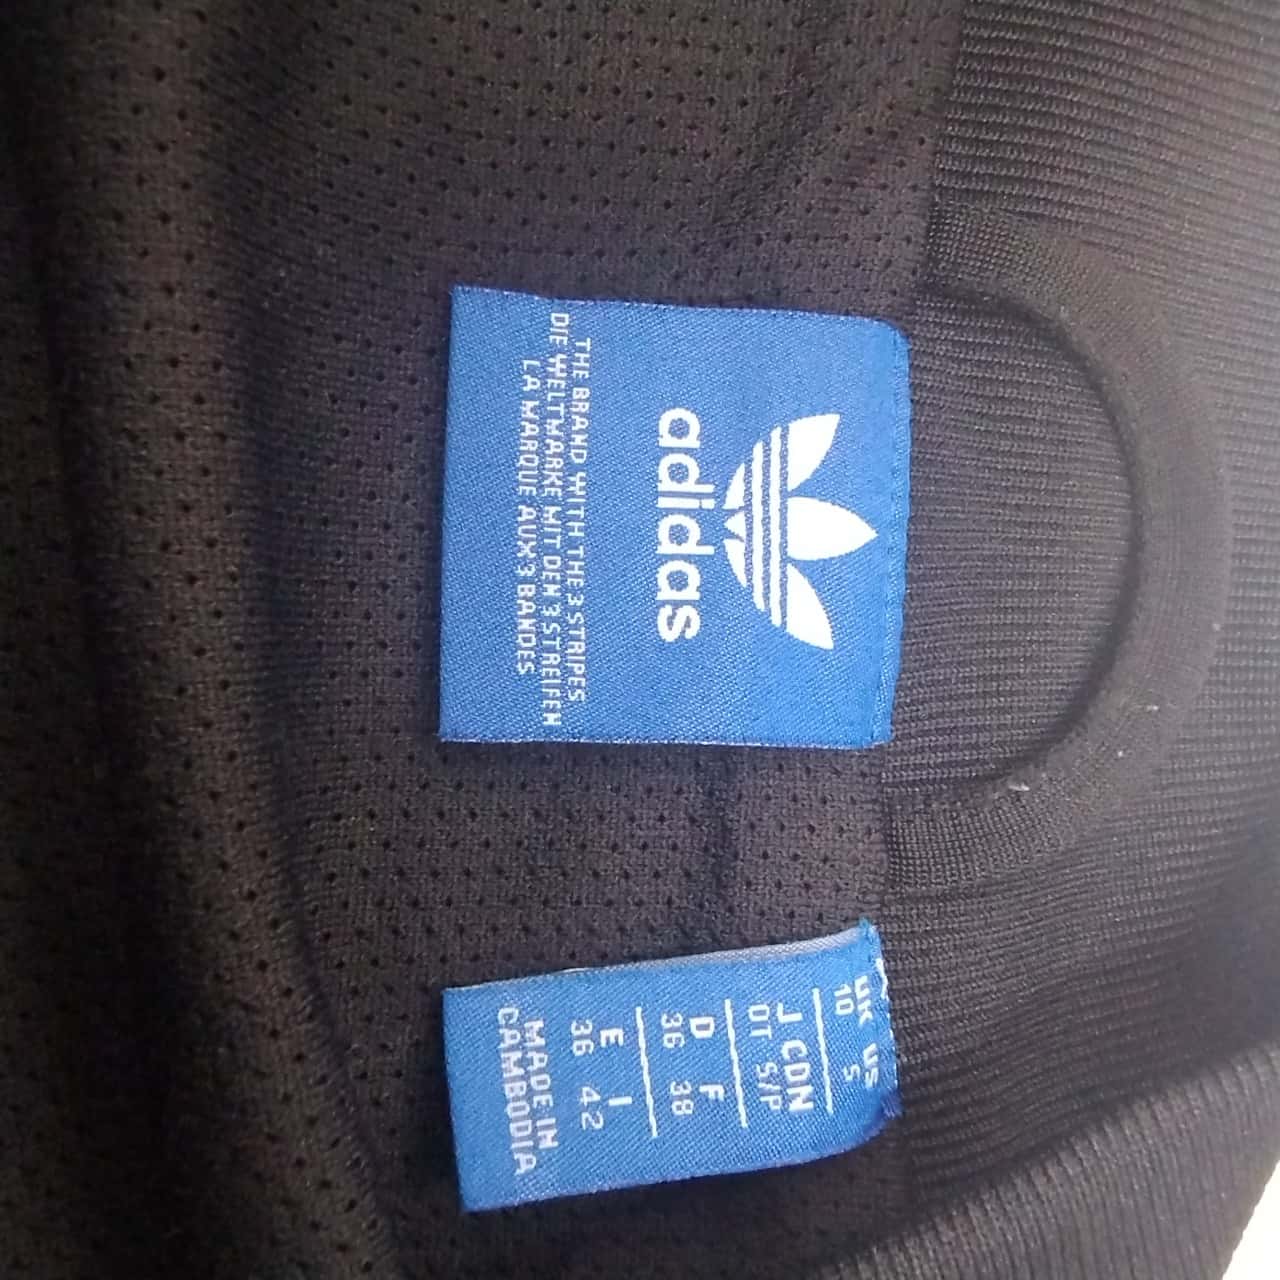 adidas
THE BRAND WITH THE 3 STRIPES
DIE WELTMARKE MIT DEN 3 STREIFEN
LA MARQUE AUX 3 BANDES
UK US
10 S
J CDN
OT S/P
D F
36 38
E I
36 42
MADE IN
CAMBODIA